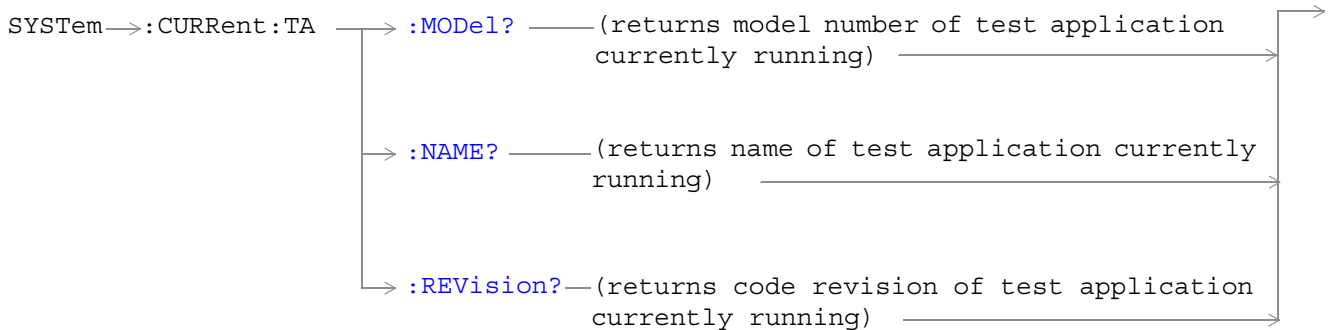 SYSTem :CURRent:TA :MODel? (returns model number of test application
currently running)
:NAME? (returns name of test application currently
running)
:REVision? (returns code revision of test application
currently running)